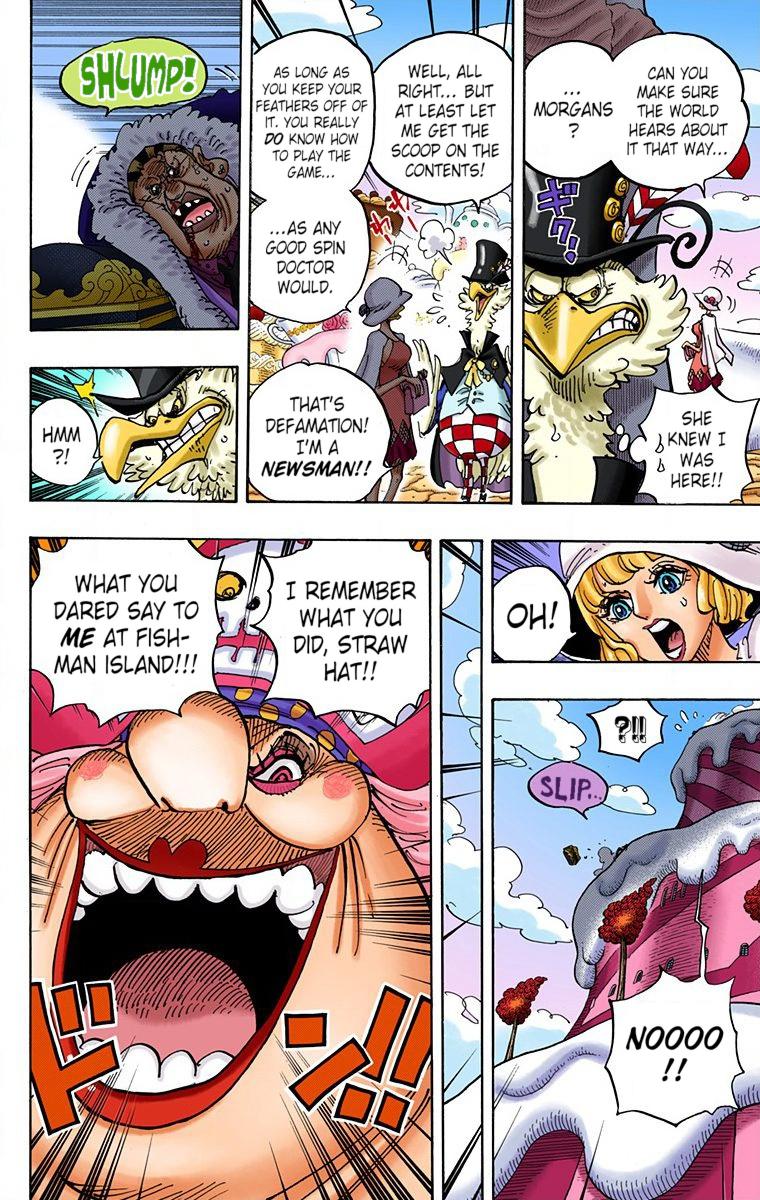 CAN YOU
MAKE SURE
THE WORLD
HEARS ABOUT
IT THAT WAY...
...
MORGANS
?
ギクッ
SHE
KNEW I
WAS
HERE!!
WELL, ALL
RIGHT... BUT
AT LEAST LET
ME GET THE
SCOOP ON THE
CONTENTS!
AS LONG AS
YOU KEEP YOUR
FEATHERS OFF OF
IT. YOU REALLY
DO KNOW HOW
TO PLAY THE
GAME...
...AS ANY
GOOD SPIN
DOCTOR
WOULD.
THAT'S
DEFAMATION!
I'M A
NEWSMAN!!
SHLUMP!
HMM
?!
OH!
?!!
SLIP...
NOOOO
!!
I REMEMBER
WHAT YOU
DID, STRAW
HAT!!
WHAT YOU
DARED SAY TO
ME AT FISH-
MAN ISLAND!!!
ドン!!